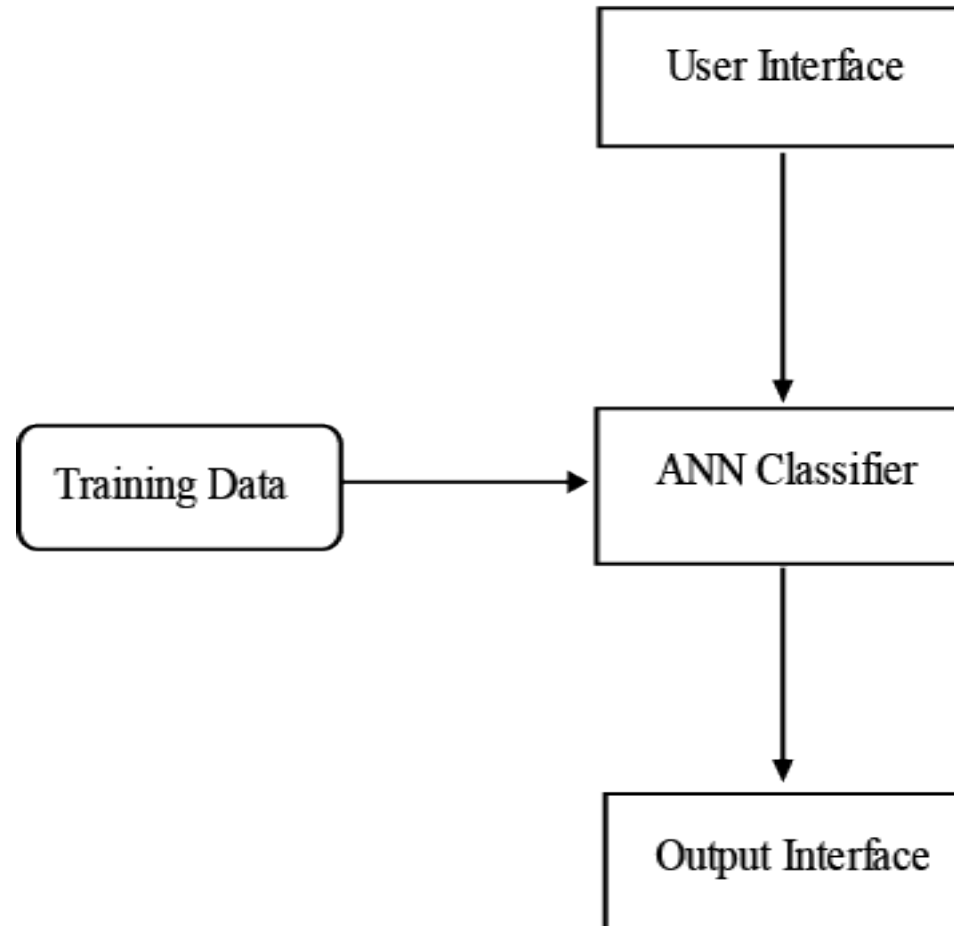 User Interface
Training Data
ANN Classifier
Output Interface